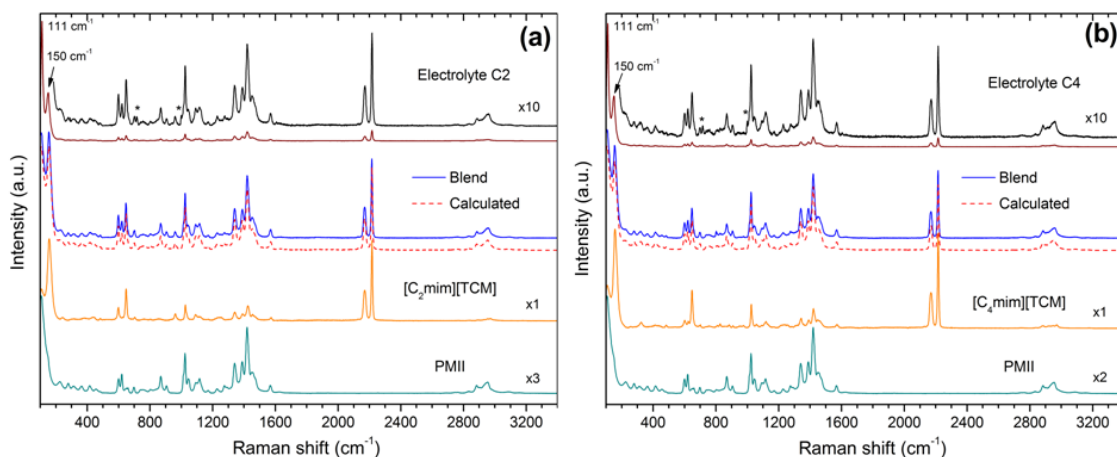 111 cm-1
150 cm-1
(a)
Electrolyte C2
x10
*
*
Blend
Calculated
[C2mim][TCM]
x1
PMII
x3
Intensity (a.u.)
400 800 1200 1600 2000 2400 2800 3200
Raman shift (cm-1)
111 cm-1
150 cm-1
(b)
Electrolyte C4
x10
*
*
Blend
Calculated
[C4mim][TCM]
x1
PMII
x2
Intensity (a.u.)
400 800 1200 1600 2000 2400 2800 3200
Raman shift (cm-1)